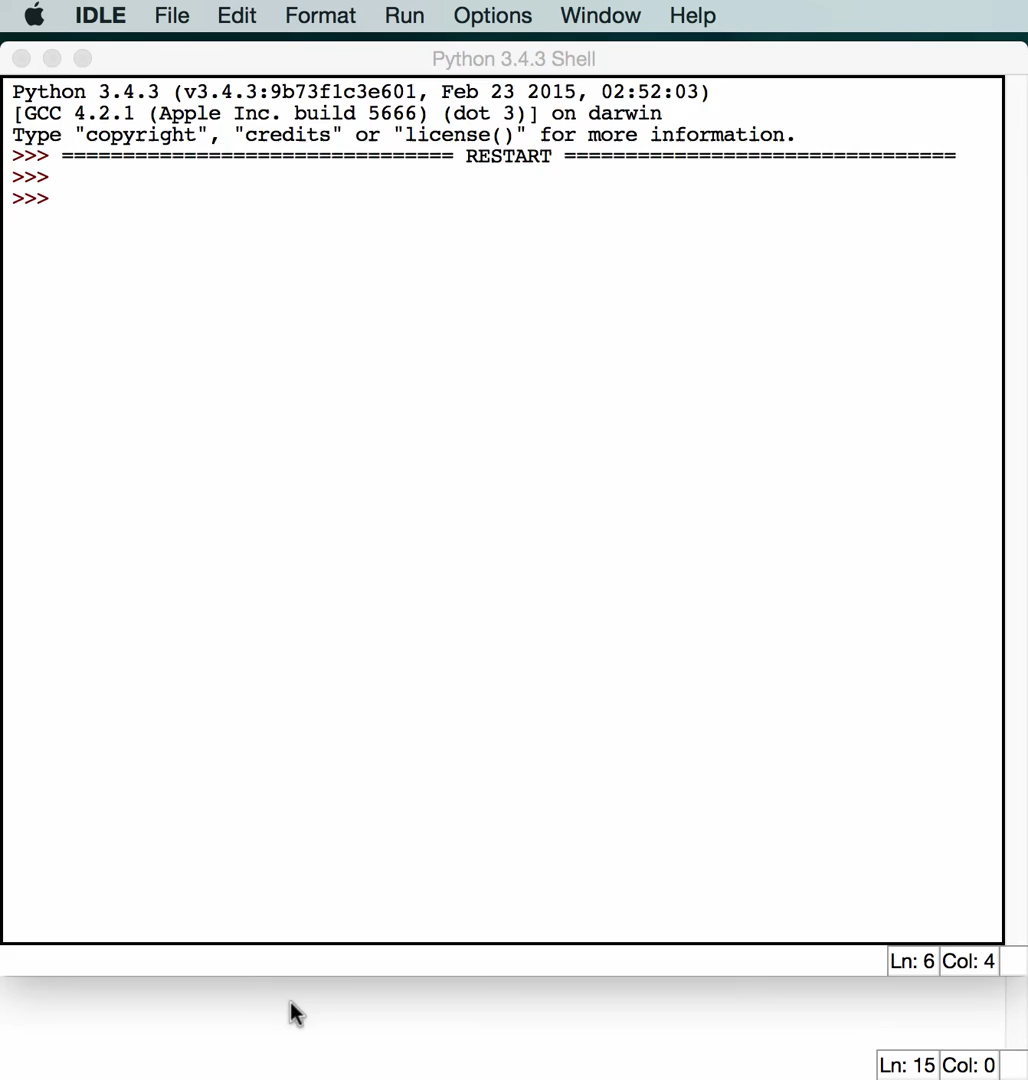 IDLE File Edit Format Run Options Window Help
Python 3.4.3 Shell
Python 3.4.3 (v3.4.3:9b73f1c3e601, Feb 23 2015, 02:52:03)
[GCC 4.2.1 (Apple Inc. build 5666) (dot 3)] on darwin
Type "copyright", "credits" or "license()" for more information.
>>> ================================ RESTART ================================
>>>
>>>
Ln: 6 Col: 4
Ln: 15 Col: 0